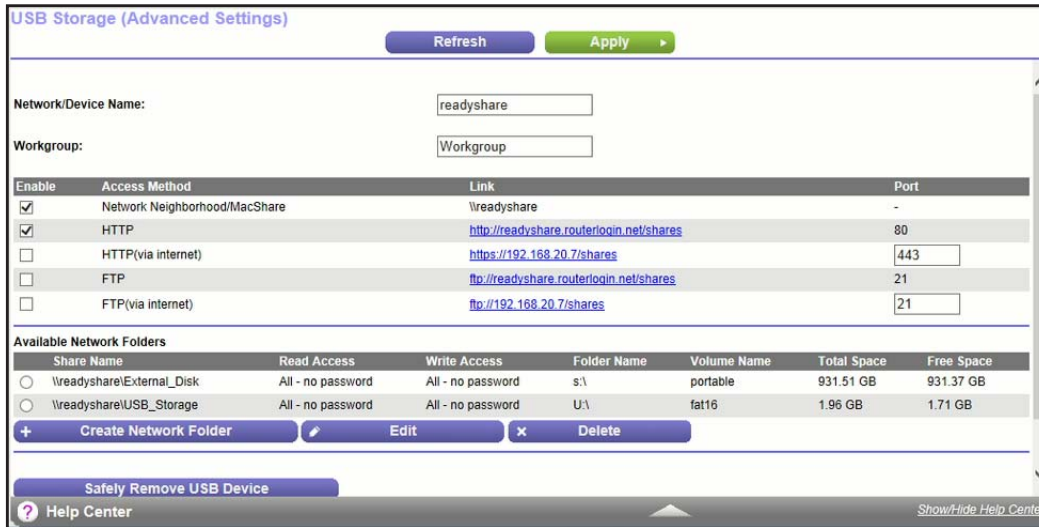 USB Storage (Advanced Settings)
Refresh Apply
Network/Device Name: readyshare
Workgroup: Workgroup
Enable Access Method Link Port
Network Neighborhood/MacShare \\readyshare -
HTTP http://readyshare.routerlogin.net/shares 80
HTTP(via internet) https://192.168.20.7/shares 443
FTP ftp://readyshare.routerlogin.net/shares 21
FTP(via internet) ftp://192.168.20.7/shares 21
Available Network Folders
Share Name Read Access Write Access Folder Name Volume Name Total Space Free Space
\\readyshare\External_Disk All - no password All - no password s:\ portable 931.51 GB 931.37 GB
\\readyshare\USB_Storage All - no password All - no password U:\ fat16 1.96 GB 1.71 GB
+ Create Network Folder Edit × Delete
Safely Remove USB Device
? Help Center Show/Hide Help Cente